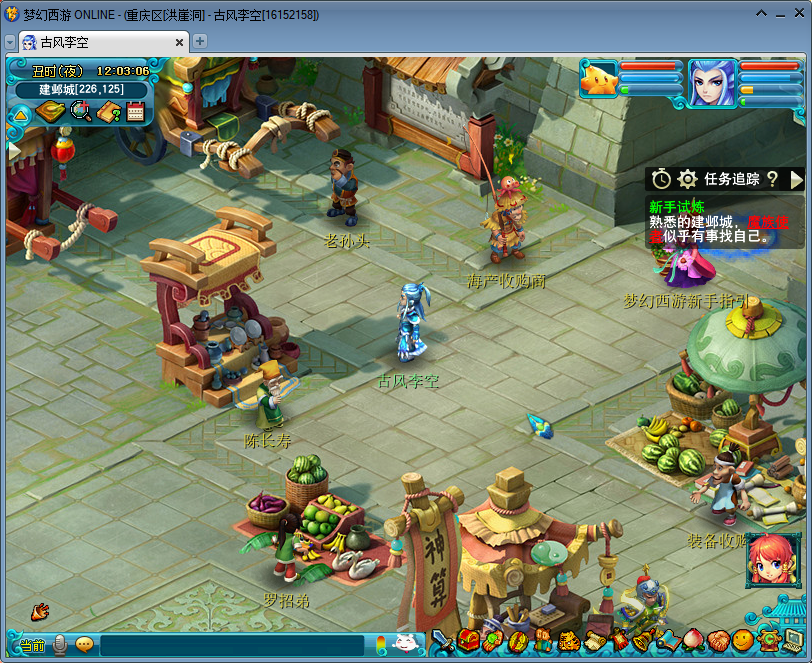 梦幻西游 ONLINE - (重庆区[洪崖洞] - 古风李空[16152158])
古风李空
丑时(夜) 12:03:06
建邺城[226,125]
任务追踪 ?
新手试炼
熟悉的建邺城,
似乎有事找自己。
老孙头
海产收购商
梦幻西游新手指引
古风李空
陈长寿
装备收购
罗招弟
神算
当前